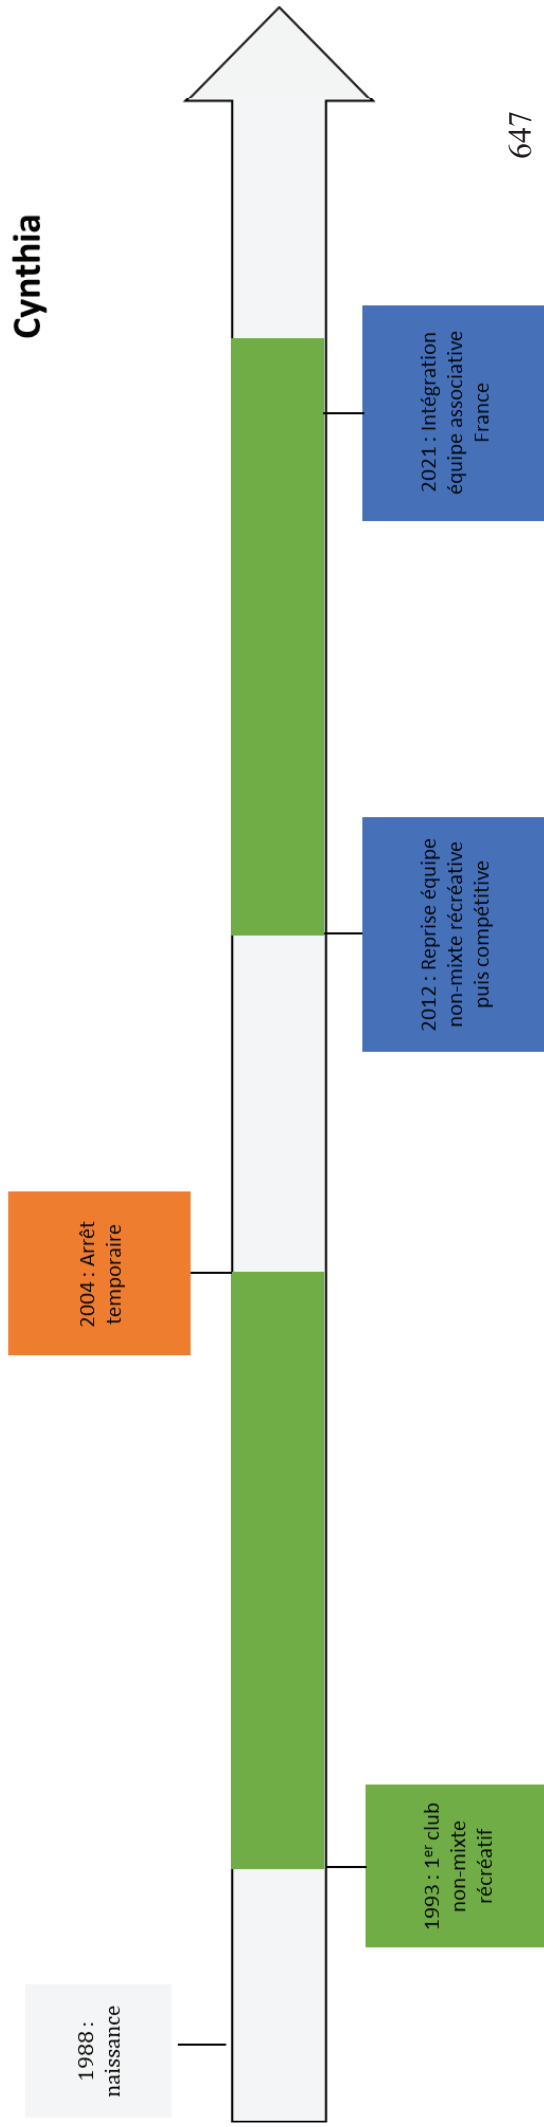 Cynthia
1988 :
naissance
2004 : Arrêt
temporaire
1993 : 1er club
non-mixte
récréatif
2012 : Reprise équipe
non-mixte récréative
puis compétitive
2021 : Intégration
équipe associative
France
647